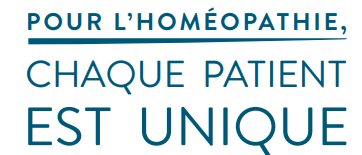 POUR L’HOMÉOPATHIE,
CHAQUE PATIENT
EST UNIQUE